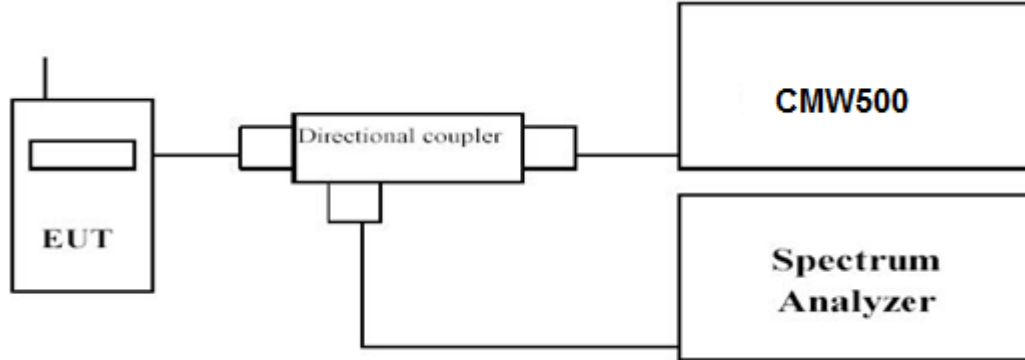 EUT
Directional coupler
CMW500
Spectrum
Analyzer